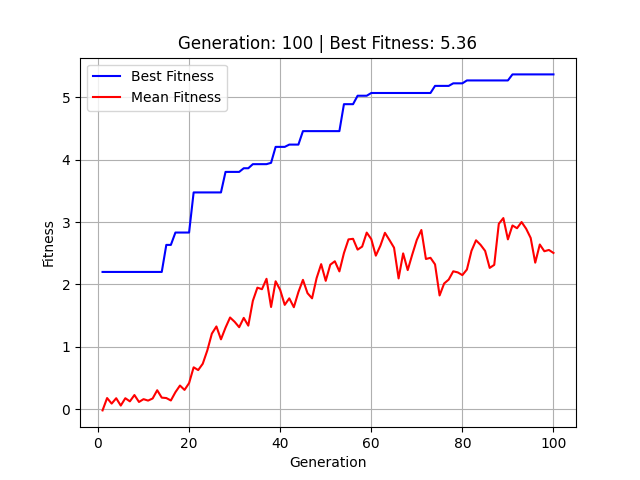 Generation: 100 | Best Fitness: 5.36
Best Fitness
Mean Fitness
5
4
3
2
1
0
Fitness
0 20 40 60 80 100
Generation